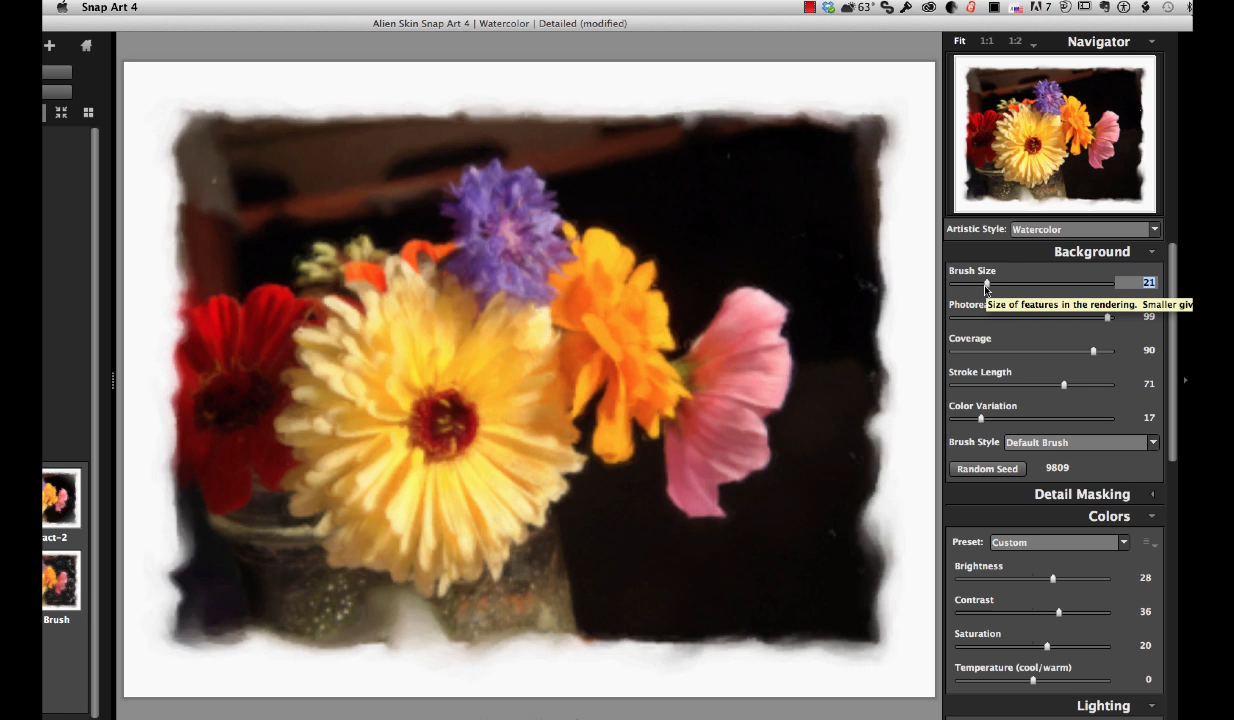 Snap Art 4
63°
7
Alien Skin Snap Art 4 | Watercolor | Detailed (modified)
Fit 1:1 1:2 Navigator
Artistic Style: Watercolor
Background
Brush Size
21
Size of features in the rendering. Smaller giv
99
Coverage
90
Stroke Length
71
Color Variation
17
Brush Style Default Brush
Random Seed 9809
Detail Masking
Colors
Preset: Custom
Brightness
28
Contrast
36
Saturation
20
Temperature (cool/warm)
0
Lighting
act-2
Brush